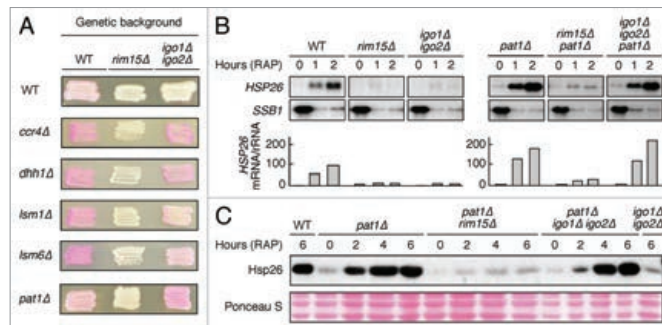 A
Genetic background
WT rim15Δ igo1Δ igo2Δ
WT
ccr4Δ
dhh1Δ
lsm1Δ
lsm6Δ
pat1Δ
B
WT rim15Δ igo1Δ igo2Δ pat1Δ rim15Δ pat1Δ igo1Δ igo2Δ pat1Δ
Hours (RAP) 0 1 2 0 1 2 0 1 2 Hours (RAP) 0 1 2 0 1 2 0 1 2
HSP26
SSB1
HSP26 mRNA/rRNA
200
100
0
200
100
0
C
WT pat1Δ pat1Δ rim15Δ pat1Δ igo1Δ igo2Δ igo1Δ igo2Δ
Hours (RAP) 6 0 2 4 6 0 2 4 6 0 2 4 6 6
Hsp26
Ponceau S